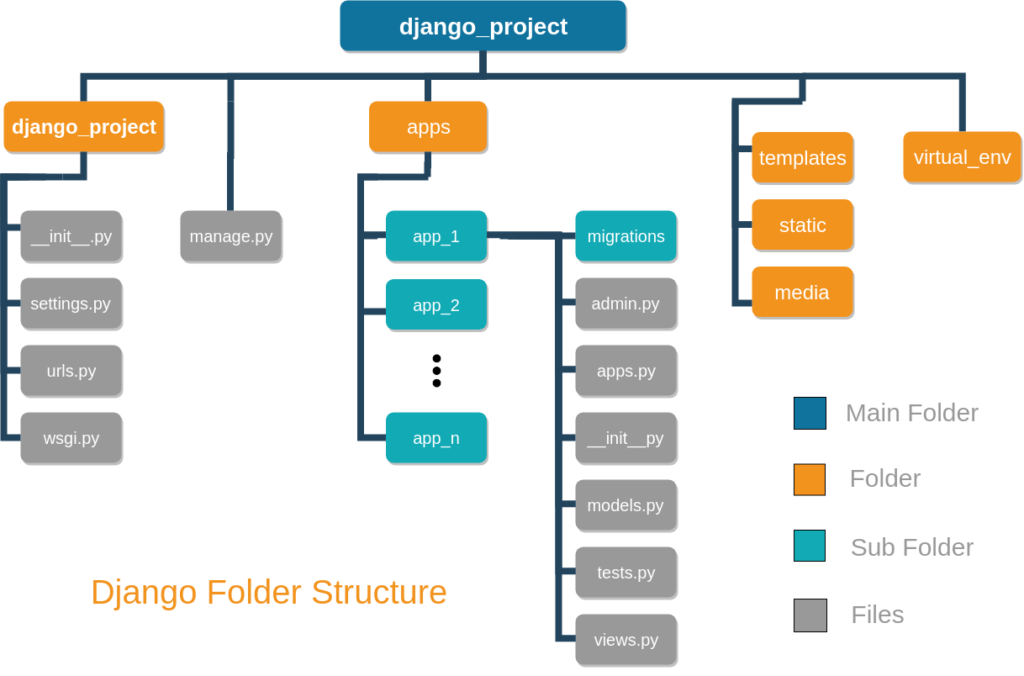 django_project
django_project
apps
templates
virtual_env
static
media
__init__.py
manage.py
app_1
migrations
settings.py
app_2
admin.py
urls.py
apps.py
wsgi.py
app_n
__init__py
models.py
tests.py
views.py
Main Folder
Folder
Sub Folder
Files
Django Folder Structure